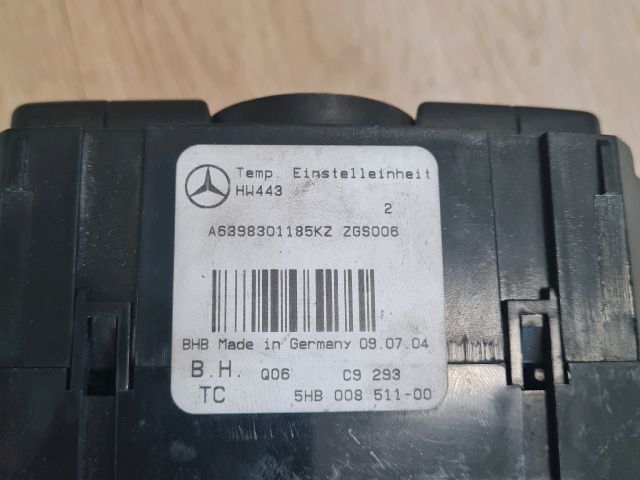 Temp. Einstelleinheit
HW443
2
A6398301185KZ ZGS006
BHB Made in Germany 09.07.04
B.H. Q06 C9 293
TC 5HB 008 511-00